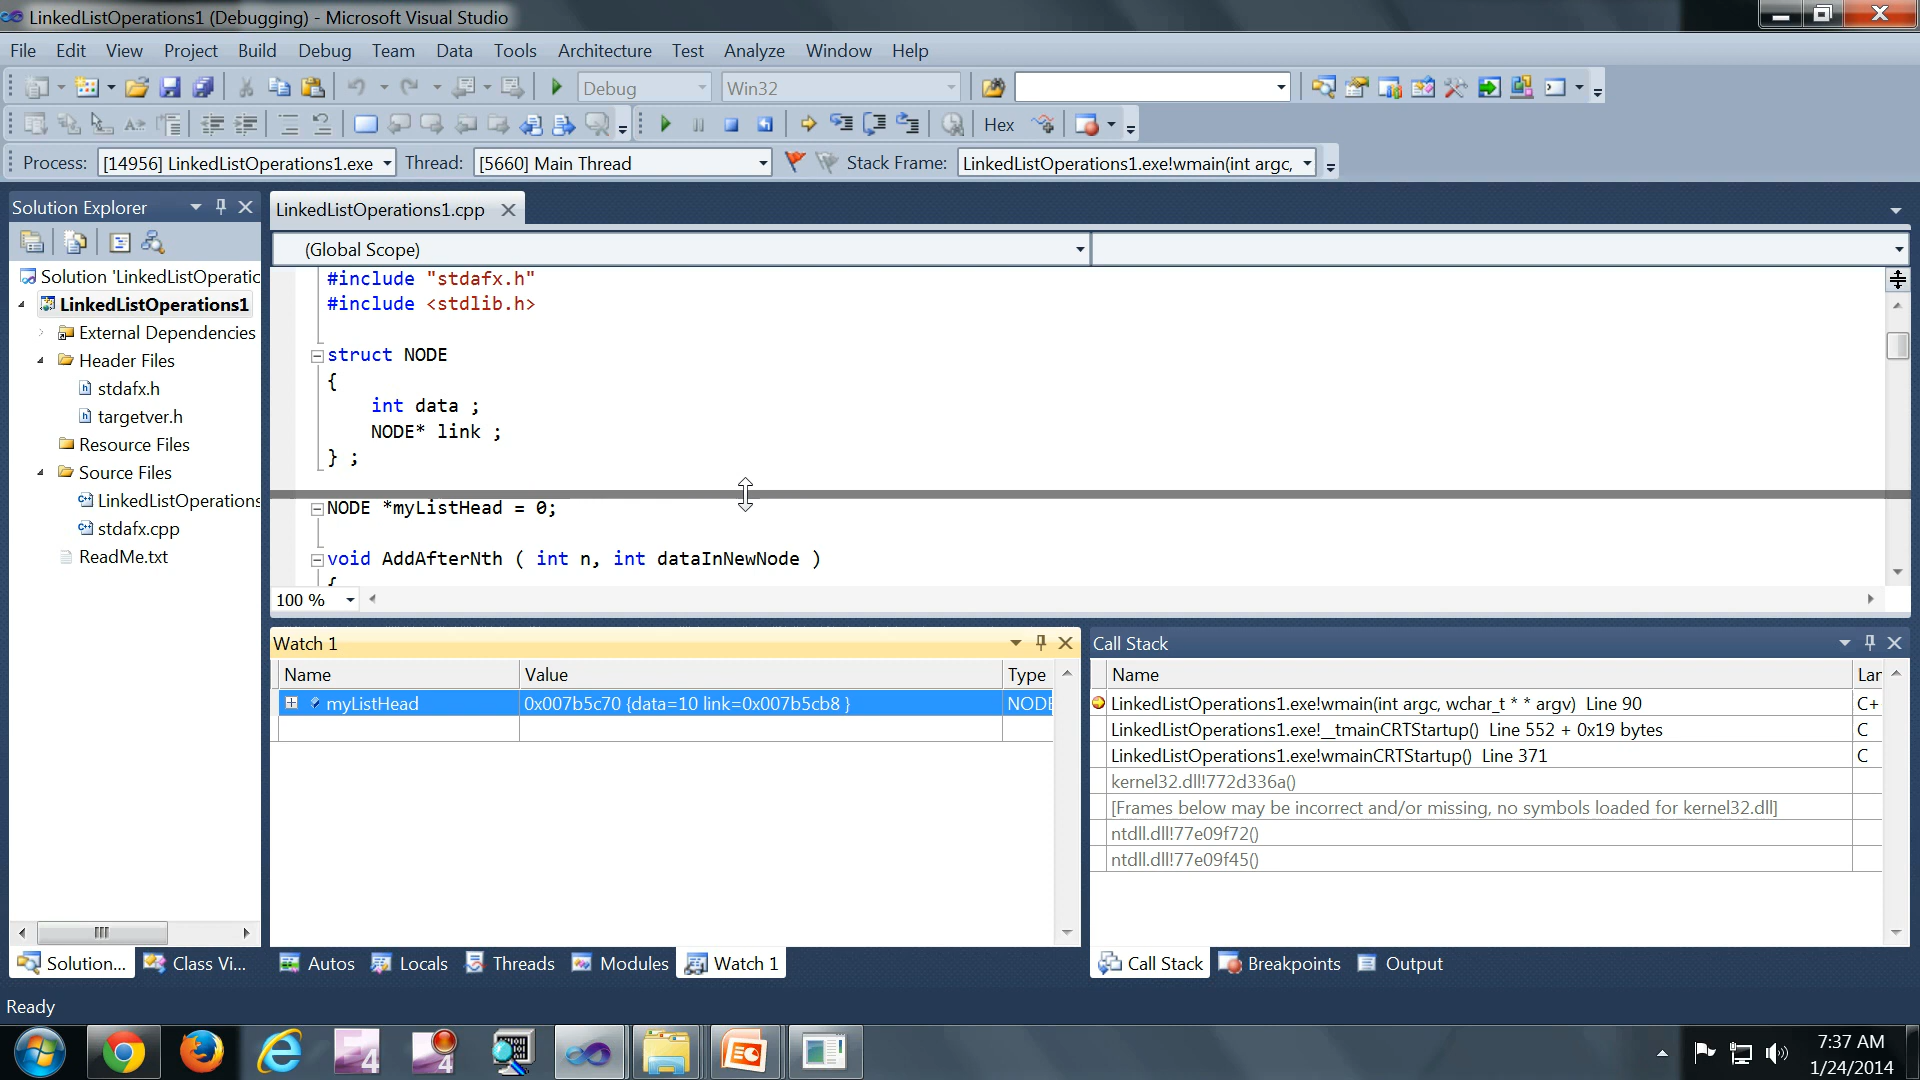 LinkedListOperations1 (Debugging) - Microsoft Visual Studio
File Edit View Project Build Debug Team Data Tools Architecture Test Analyze Window Help
Debug Win32
Hex
Process: [14956] LinkedListOperations1.exe Thread: [5660] Main Thread Stack Frame: LinkedListOperations1.exe!wmain(int argc,
Solution Explorer
Solution 'LinkedListOperatic
LinkedListOperations1
External Dependencies
Header Files
stdafx.h
targetver.h
Resource Files
Source Files
LinkedListOperations
stdafx.cpp
ReadMe.txt
Solution... Class Vi...
LinkedListOperations1.cpp
(Global Scope)
#include "stdafx.h"
#include <stdlib.h>
struct NODE
{
int data ;
NODE* link ;
} ;
NODE *myListHead = 0;
void AddAfterNth ( int n, int dataInNewNode )
{
100 %
Watch 1
Name Value Type
myListHead 0x007b5c70 {data=10 link=0x007b5cb8 } NODE
Autos Locals Threads Modules Watch 1
Call Stack
Name Lar
LinkedListOperations1.exe!wmain(int argc, wchar_t * * argv) Line 90 C+
LinkedListOperations1.exe!__tmainCRTStartup() Line 552 + 0x19 bytes C
LinkedListOperations1.exe!wmainCRTStartup() Line 371 C
kernel32.dll!772d336a()
[Frames below may be incorrect and/or missing, no symbols loaded for kernel32.dll]
ntdll.dll!77e09f72()
ntdll.dll!77e09f45()
Call Stack Breakpoints Output
Ready
7:37 AM
1/24/2014